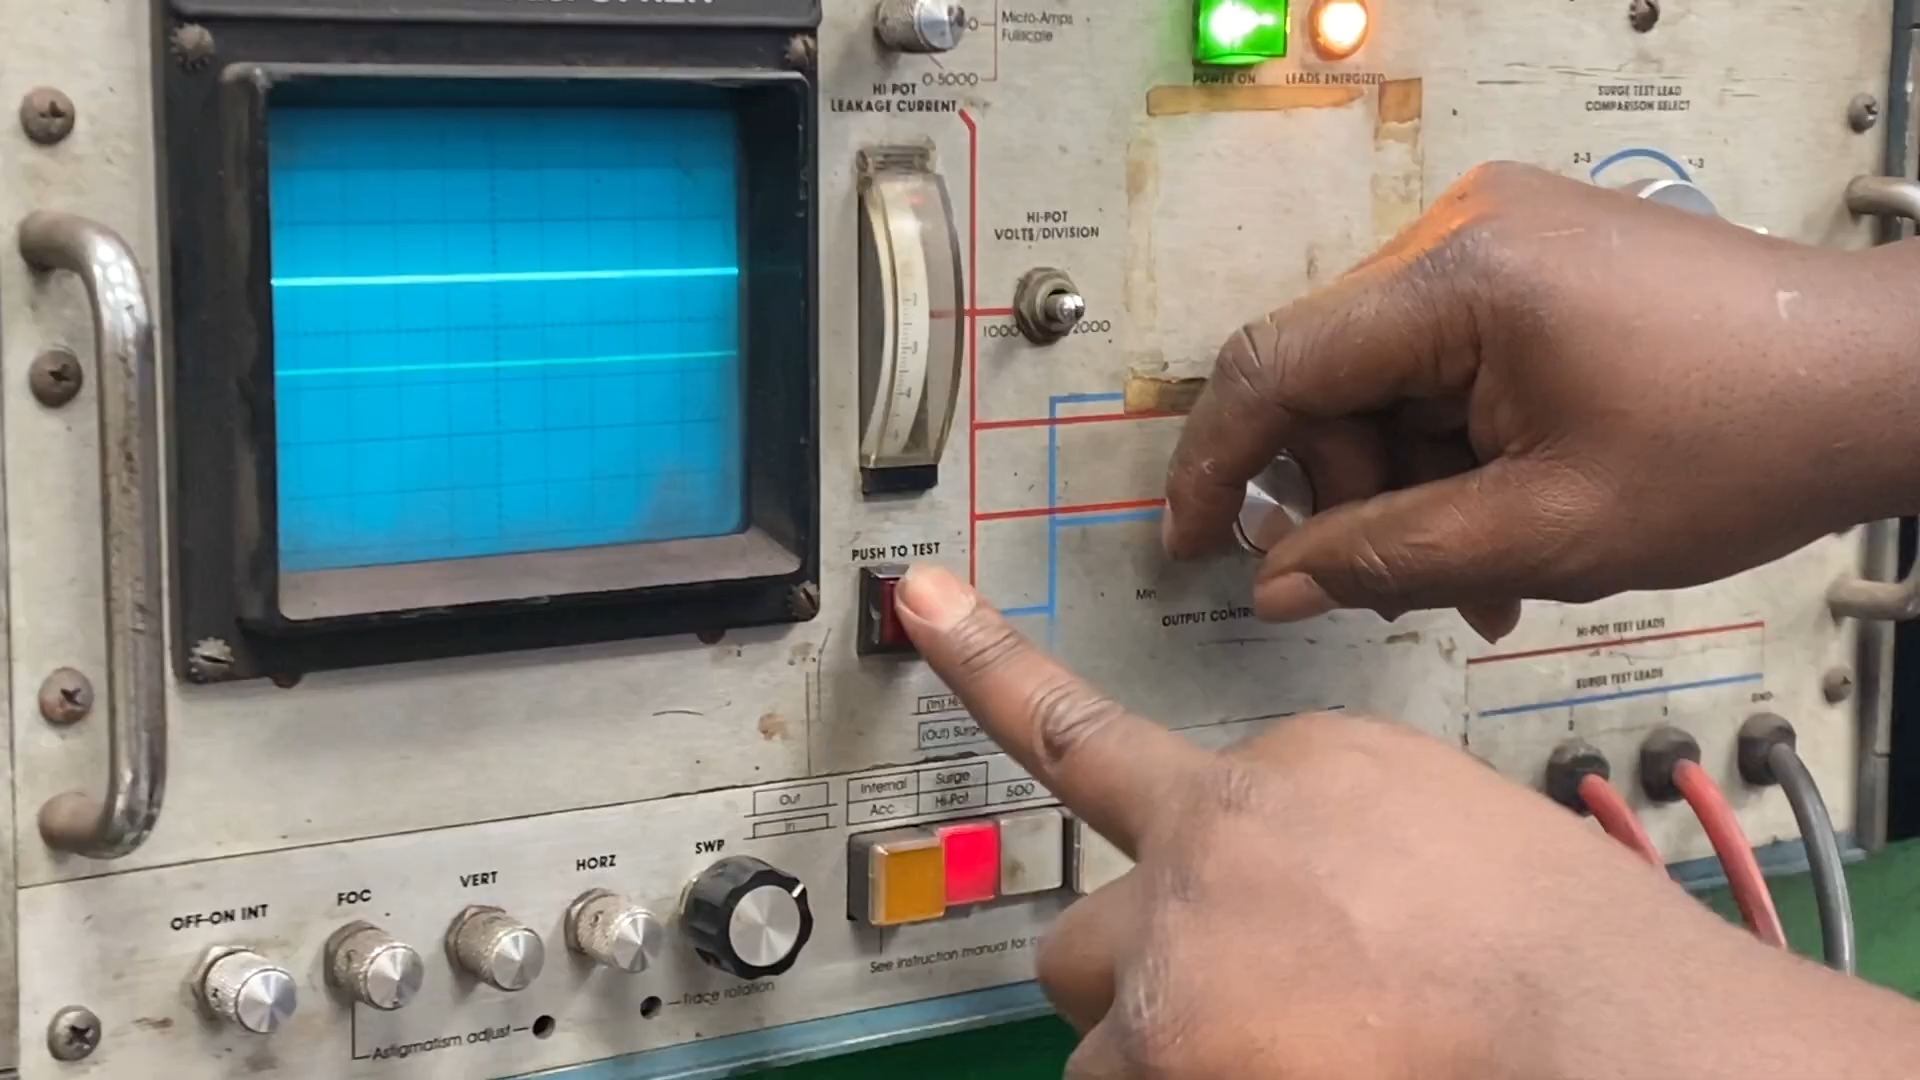 Micro-Amps
Fullscale
0-5000
HI POT
LEAKAGE CURRENT
POWER ON
LEADS ENERGIZED
SURGE TEST LEAD
COMPARISON SELECT
2-3
HI-POT
VOLTS/DIVISION
1000
2000
PUSH TO TEST
Min
OUTPUT
HI-POT TEST LEADS
SURGE TEST LEADS
GND
(Out) Surge
Out
In
Internal
Surge
Acc
Hi-Pot
500
See instruction manual for
OFF-ON INT
FOC
VERT
HORZ
SWP
Astigmatism adjust
Trace rotation